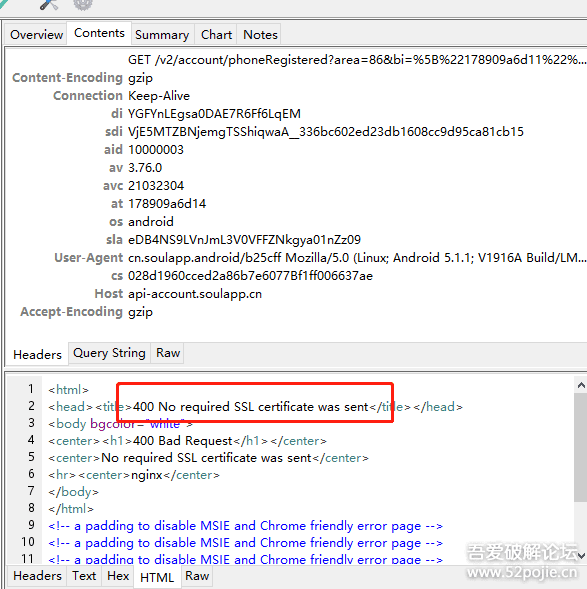 Overview Contents Summary Chart Notes
GET /v2/account/phoneRegistered?area=86&bi=%5B%22178909a6d11%22%...
Content-Encoding gzip
Connection Keep-Alive
di YGFYnLEgsa0DAE7R6Ff6LqEM
sdi VjE5MTZBNjemgTSShiqwaA__336bc602ed23db1608cc9d95ca81cb15
aid 10000003
av 3.76.0
avc 21032304
at 178909a6d14
os android
sla eDB4NS9LVnJmL3V0VFFZNkgya01nZz09
User-Agent cn.soulapp.android/b25cff Mozilla/5.0 (Linux; Android 5.1.1; V1916A Build/LM...
cs 028d1960cced2a86b7e6077Bf1ff006637ae
Host api-account.soulapp.cn
Accept-Encoding gzip
Headers Query String Raw
1 <html>
2 <head><title>400 No required SSL certificate was sent</title></head>
3 <body bgcolor="white">
4 <center><h1>400 Bad Request</h1></center>
5 <center>No required SSL certificate was sent</center>
6 <hr><center>nginx</center>
7 </body>
8 </html>
9 <!-- a padding to disable MSIE and Chrome friendly error page -->
10 <!-- a padding to disable MSIE and Chrome friendly error page -->
11 <!-- a padding to disable MSIE and Chrome friendly error page -->
Headers Text Hex HTML Raw
吾爱破解论坛
www.52pojie.cn